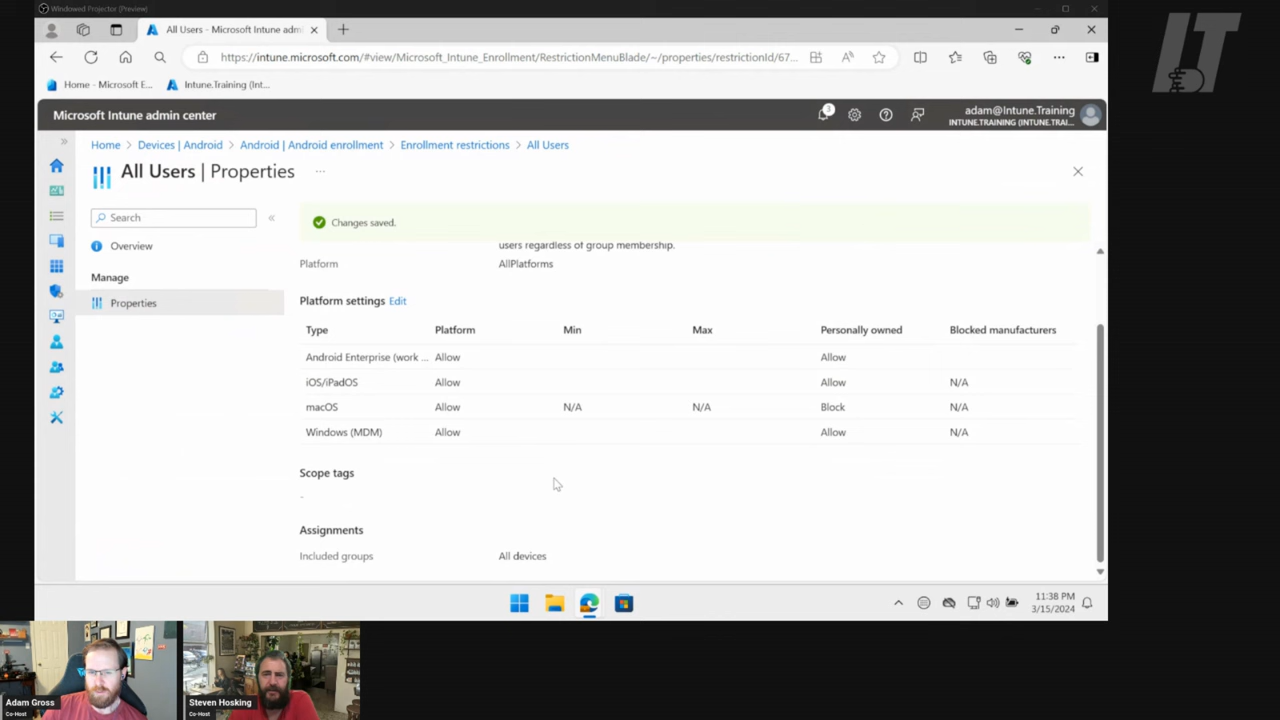 Windowed Projector (Preview)
All Users - Microsoft Intune admi
https://intune.microsoft.com/#view/Microsoft_Intune_Enrollment/RestrictionMenuBlade/~/properties/restrictionId/67...
Home - Microsoft E... Intune.Training (Int...
IT
Microsoft Intune admin center
3
adam@Intune.Training
INTUNE.TRAINING (INTUNE.TRAI...
Home > Devices | Android > Android | Android enrollment > Enrollment restrictions > All Users
All Users | Properties ...
Search
Changes saved.
Overview
users regardless of group membership.
Platform AllPlatforms
Manage
Properties
Platform settings Edit
Type Platform Min Max Personally owned Blocked manufacturers
Android Enterprise (work ... Allow Allow
iOS/iPadOS Allow Allow N/A
macOS Allow N/A N/A Block N/A
Windows (MDM) Allow Allow N/A
Scope tags
-
Assignments
Included groups All devices
11:38 PM
3/15/2024
Adam Gross
Co-Host
Steven Hosking
Co-Host